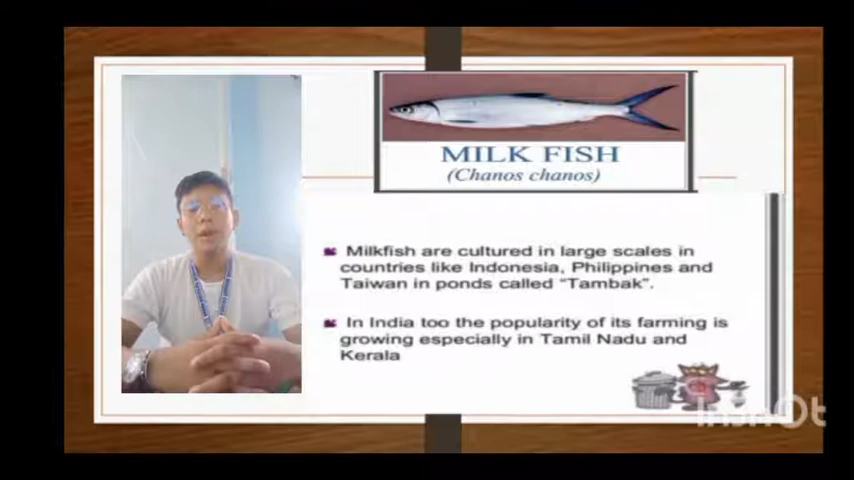 MILK FISH
(Chanos chanos)
Milkfish are cultured in large scales in
countries like Indonesia, Philippines and
Taiwan in ponds called “Tambak”.
In India too the popularity of its farming is
growing especially in Tamil Nadu and
Kerala
InShot